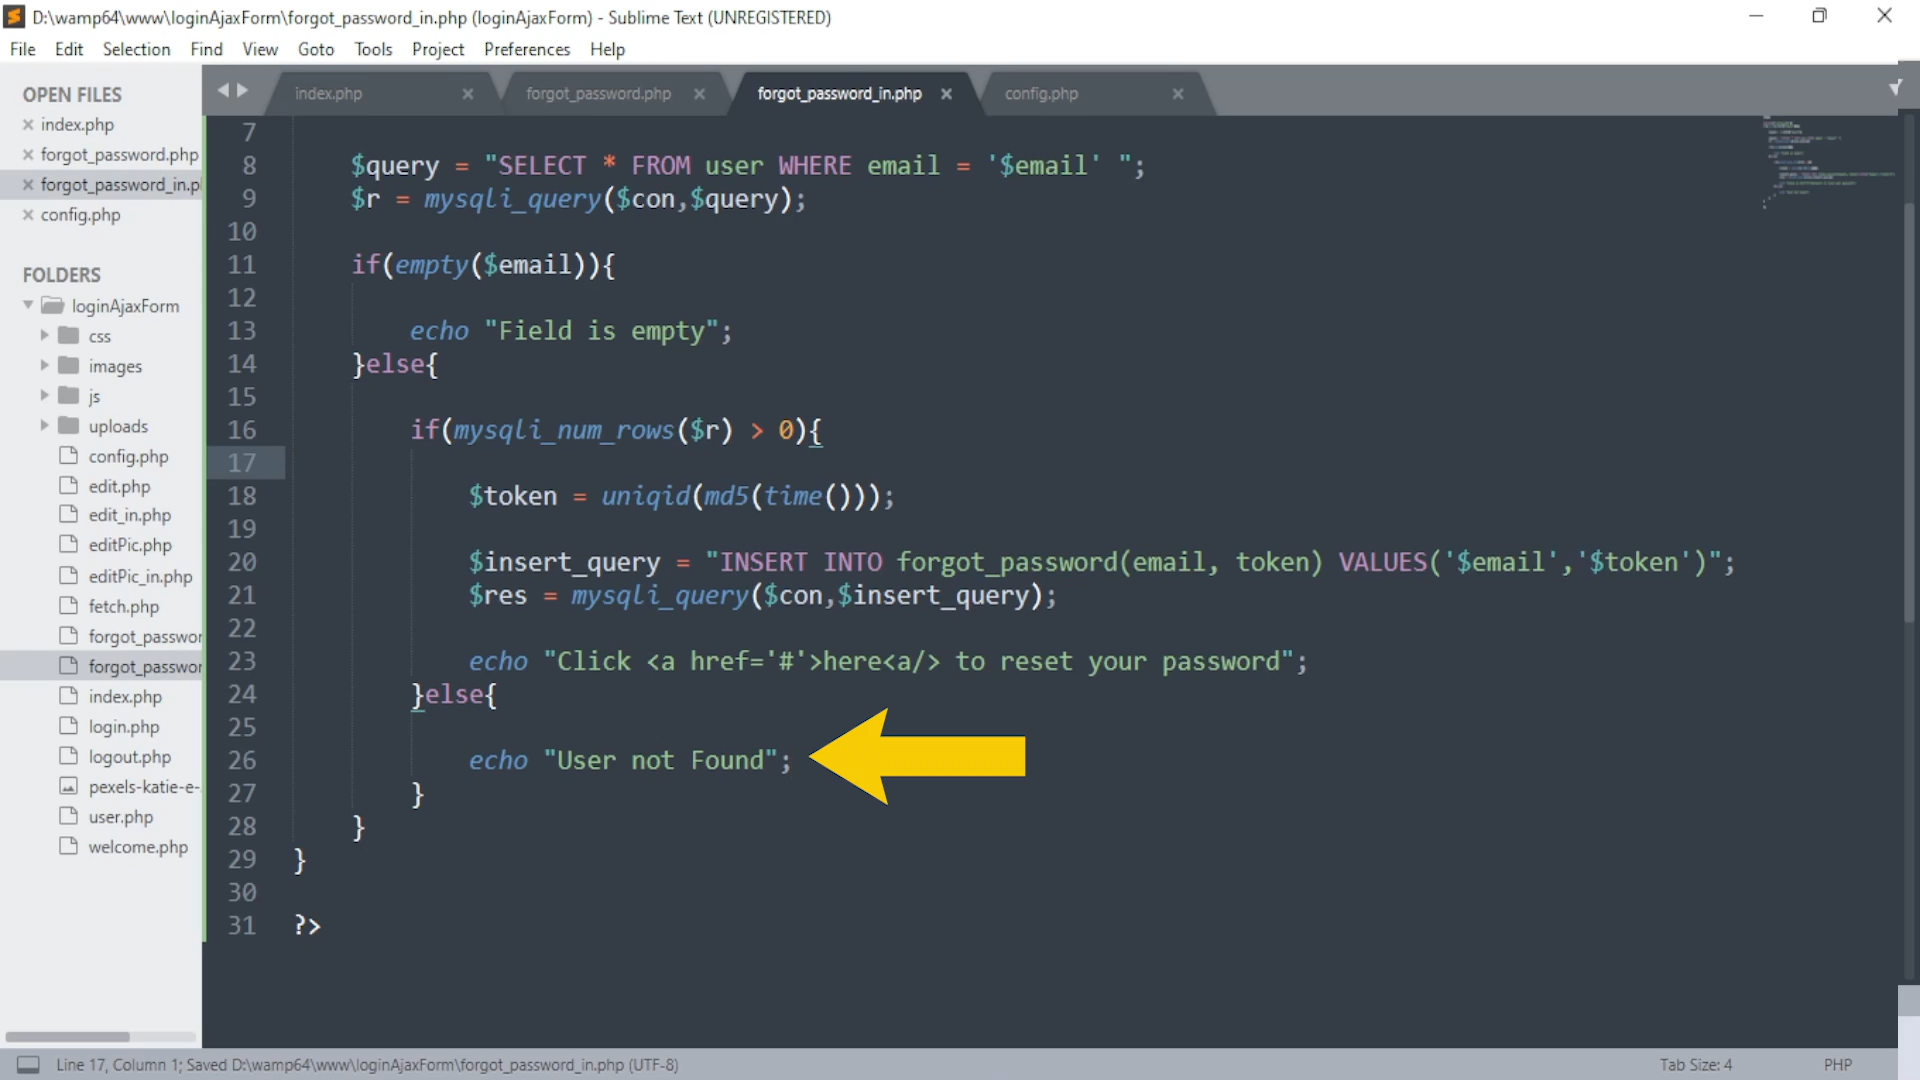 D:\wamp64\www\loginAjaxForm\forgot_password_in.php (loginAjaxForm) - Sublime Text (UNREGISTERED)
File Edit Selection Find View Goto Tools Project Preferences Help
OPEN FILES
index.php
forgot_password.php
forgot_password_in.p
config.php
FOLDERS
loginAjaxForm
css
images
js
uploads
config.php
edit.php
edit_in.php
editPic.php
editPic_in.php
fetch.php
forgot_passwor
forgot_passwor
index.php
login.php
logout.php
pexels-katie-e-
user.php
welcome.php
index.php forgot_password.php forgot_password_in.php config.php
7
8 $query = "SELECT * FROM user WHERE email = '$email' ";
9 $r = mysqli_query($con,$query);
10
11 if(empty($email)){
12
13 echo "Field is empty";
14 }else{
15
16 if(mysqli_num_rows($r) > 0){
17
18 $token = uniqid(md5(time()));
19
20 $insert_query = "INSERT INTO forgot_password(email, token) VALUES('$email','$token')";
21 $res = mysqli_query($con,$insert_query);
22
23 echo "Click <a href='#'>here<a/> to reset your password";
24 }else{
25
26 echo "User not Found";
27 }
28 }
29 }
30
31 ?>
Line 17, Column 1; Saved D:\wamp64\www\loginAjaxForm\forgot_password_in.php (UTF-8) Tab Size: 4 PHP